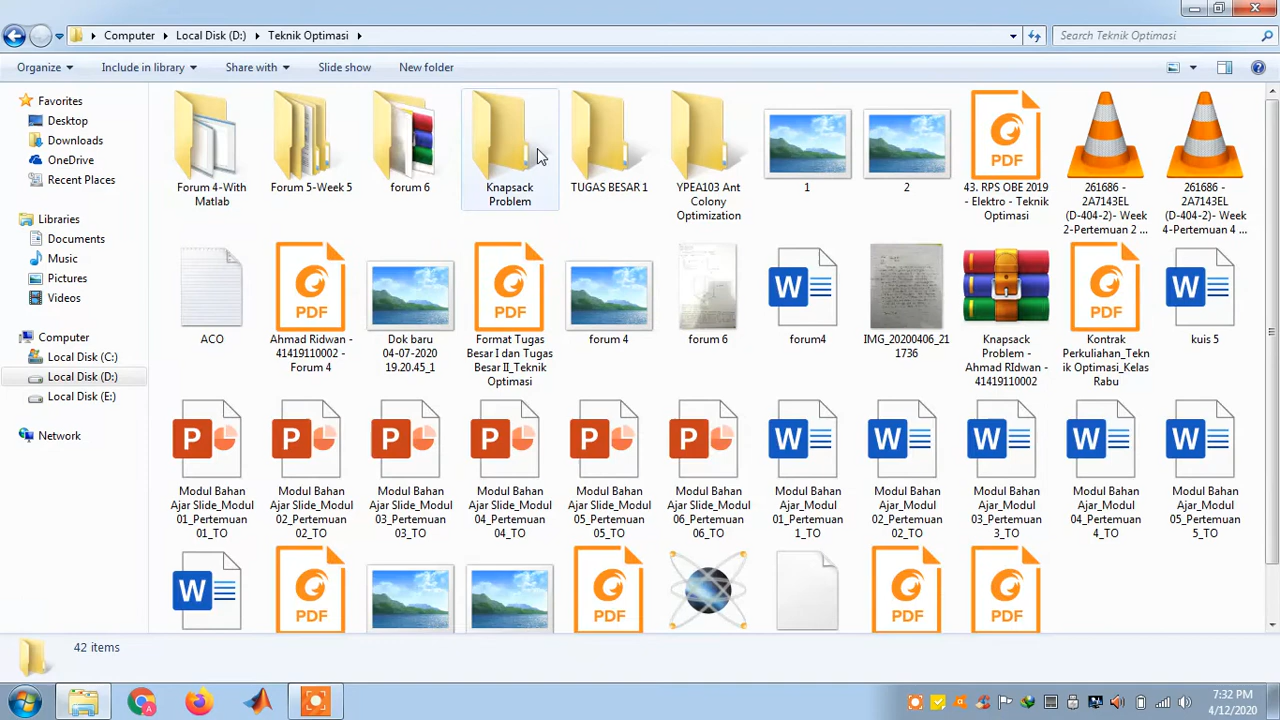 Computer Local Disk (D:) Teknik Optimasi
Search Teknik Optimasi
Organize Include in library Share with Slide show New folder
Favorites
Desktop
Downloads
OneDrive
Recent Places
Libraries
Documents
Music
Pictures
Videos
Computer
Local Disk (C:)
Local Disk (D:)
Local Disk (E:)
Network
Forum 4-With
Matlab
Forum 5-Week 5
forum 6
Knapsack
Problem
TUGAS BESAR 1
YPEA103 Ant
Colony
Optimization
1
2
PDF
43. RPS OBE 2019
- Elektro - Teknik
Optimasi
261686 -
2A7143EL
(D-404-2)- Week
2-Pertemuan 2 ...
261686 -
2A7143EL
(D-404-2)- Week
4-Pertemuan 4 ...
ACO
PDF
Ahmad Ridwan -
41419110002 -
Forum 4
Dok baru
04-07-2020
19.20.45_1
PDF
Format Tugas
Besar I dan Tugas
Besar II_Teknik
Optimasi
forum 4
forum 6
W
forum4
IMG_20200406_21
1736
Knapsack
Problem -
Ahmad RIdwan -
41419110002
PDF
Kontrak
Perkuliahan_Tekn
ik Optimasi_Kelas
Rabu
W
kuis 5
P
Modul Bahan
Ajar Slide_Modul
01_Pertemuan
01_TO
P
Modul Bahan
Ajar Slide_Modul
02_Pertemuan
02_TO
P
Modul Bahan
Ajar Slide_Modul
03_Pertemuan
03_TO
P
Modul Bahan
Ajar Slide_Modul
04_Pertemuan
04_TO
P
Modul Bahan
Ajar Slide_Modul
05_Pertemuan
05_TO
P
Modul Bahan
Ajar Slide_Modul
06_Pertemuan
06_TO
W
Modul Bahan
Ajar_Modul
01_Pertemuan
1_TO
W
Modul Bahan
Ajar_Modul
02_Pertemuan
02_TO
W
Modul Bahan
Ajar_Modul
03_Pertemuan
3_TO
W
Modul Bahan
Ajar_Modul
04_Pertemuan
4_TO
W
Modul Bahan
Ajar_Modul
05_Pertemuan
5_TO
W
PDF
PDF
PDF
PDF
42 items
7:32 PM
4/12/2020